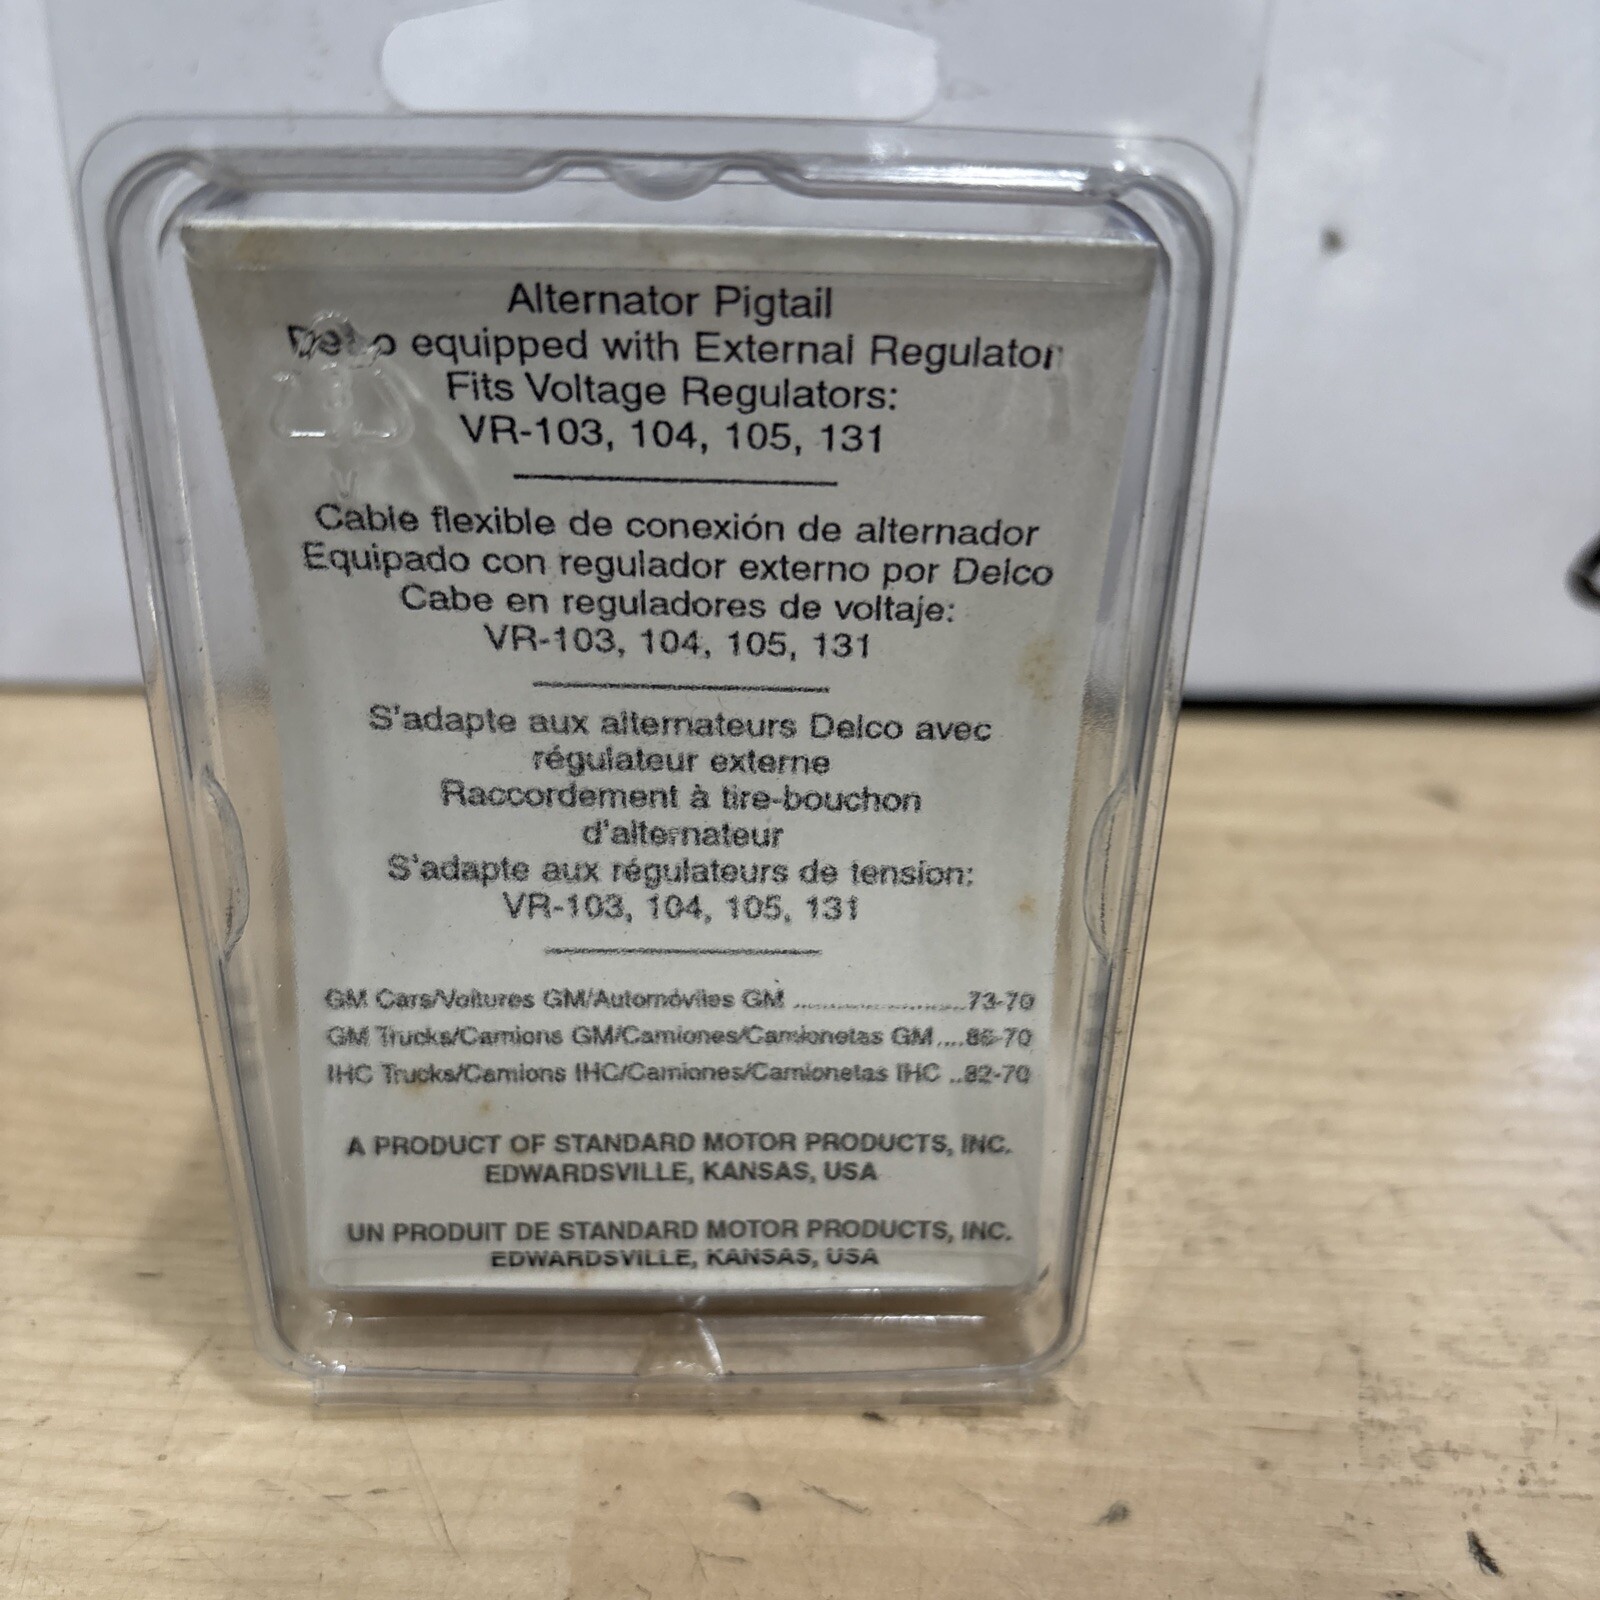 Alternator Pigtail
Delco equipped with External Regulator
Fits Voltage Regulators:
VR-103, 104, 105, 131
Cable flexible de conexión de alternador
Equipado con regulador externo por Delco
Cabe en reguladores de voltaje:
VR-103, 104, 105, 131
S'adapte aux alternateurs Delco avec
régulateur externe
Raccordement à tire-bouchon
d'alternateur
S'adapte aux régulateurs de tension:
VR-103, 104, 105, 131
GM Cars/Voitures GM/Automóviles GM ........................73-70
GM Trucks/Camions GM/Camiones/Camionetas GM....86-70
IHC Trucks/Camions IHC/Camiones/Camionetas IHC ..82-70
A PRODUCT OF STANDARD MOTOR PRODUCTS, INC.
EDWARDSVILLE, KANSAS, USA
UN PRODUIT DE STANDARD MOTOR PRODUCTS, INC.
EDWARDSVILLE, KANSAS, USA